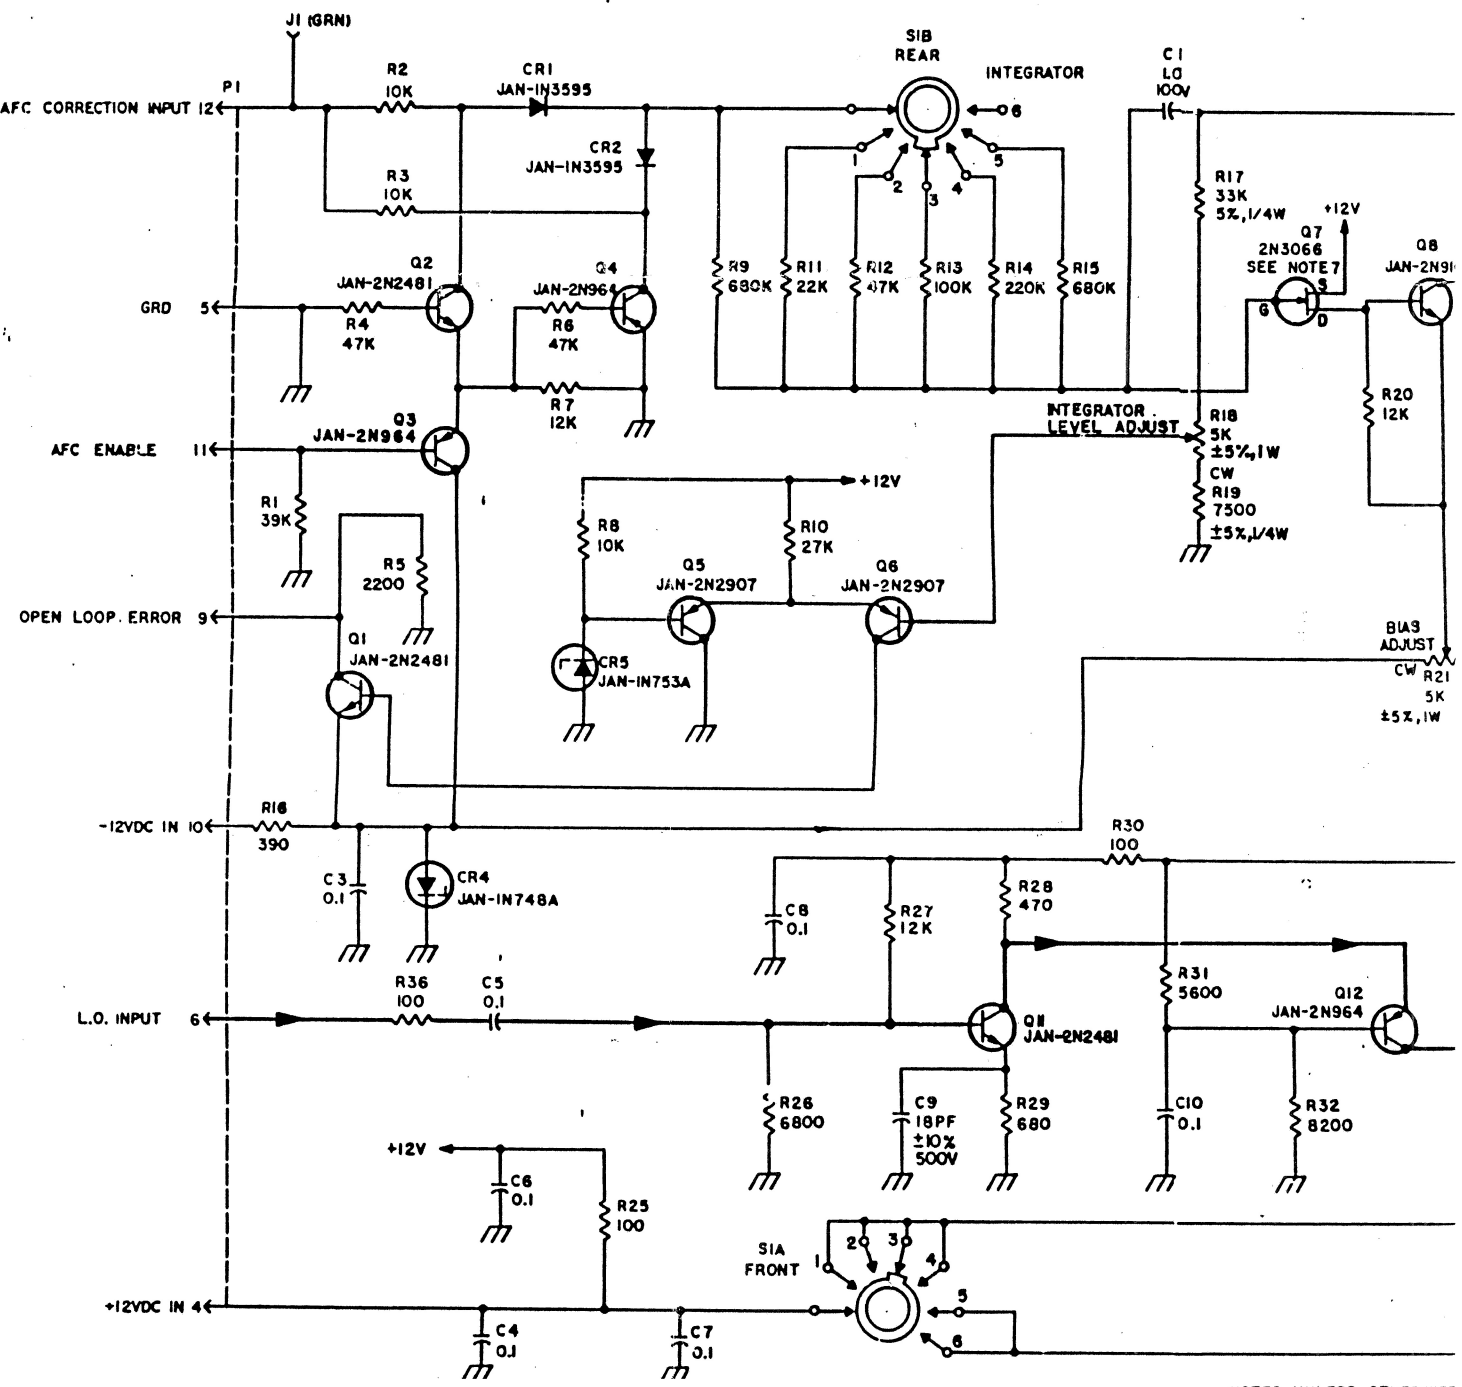 J1 (GRN)
P1
AFC CORRECTION INPUT 12
R2
10K
CR1
JAN-1N3595
S1B
REAR
INTEGRATOR
C1
1.0
100V
CR2
JAN-1N3595
R3
10K
1
2
3
4
5
6
R17
33K
5%,1/4W
+12V
Q7
2N3066
SEE NOTE 7
S
G
D
Q8
JAN-2N91
GRD 5
Q2
JAN-2N2481
R4
47K
Q4
JAN-2N964
R6
47K
R7
12K
R9
680K
R11
22K
R12
47K
R13
100K
R14
220K
R15
680K
R20
12K
AFC ENABLE 11
Q3
JAN-2N964
INTEGRATOR
LEVEL ADJUST
R18
5K
±5%,1W
CW
R19
7500
±5%,1/4W
R1
39K
R5
2200
R8
10K
+12V
R10
27K
Q5
JAN-2N2907
Q6
JAN-2N2907
OPEN LOOP. ERROR 9
Q1
JAN-2N2481
CR5
JAN-1N753A
BIAS
ADJUST
CW
R21
5K
±5%,1W
-12VDC IN 10
R16
390
C3
0.1
CR4
JAN-1N748A
R30
100
C8
0.1
R27
12K
R28
470
L.O. INPUT 6
R36
100
C5
0.1
Q11
JAN-2N2481
R31
5600
Q12
JAN-2N964
R26
6800
C9
18PF
±10%
500V
R29
680
C10
0.1
R32
8200
+12V
C6
0.1
R25
100
S1A
FRONT
1
2
3
4
5
6
+12VDC IN 4
C4
0.1
C7
0.1